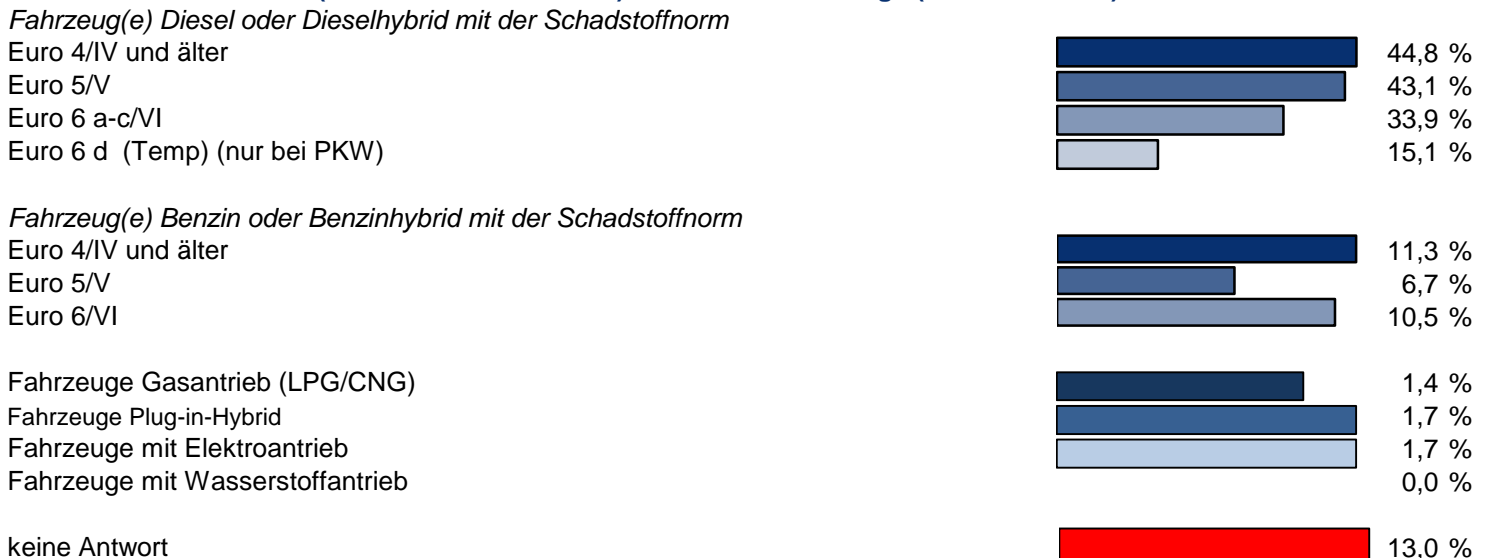 Fahrzeug(e) Diesel oder Dieselhybrid mit der Schadstoffnorm
Euro 4/IV und älter 44,8 %
Euro 5/V 43,1 %
Euro 6 a-c/VI 33,9 %
Euro 6 d (Temp) (nur bei PKW) 15,1 %
Fahrzeug(e) Benzin oder Benzinhybrid mit der Schadstoffnorm
Euro 4/IV und älter 11,3 %
Euro 5/V 6,7 %
Euro 6/VI 10,5 %
Fahrzeuge Gasantrieb (LPG/CNG) 1,4 %
Fahrzeuge Plug-in-Hybrid 1,7 %
Fahrzeuge mit Elektroantrieb 1,7 %
Fahrzeuge mit Wasserstoffantrieb 0,0 %
keine Antwort 13,0 %